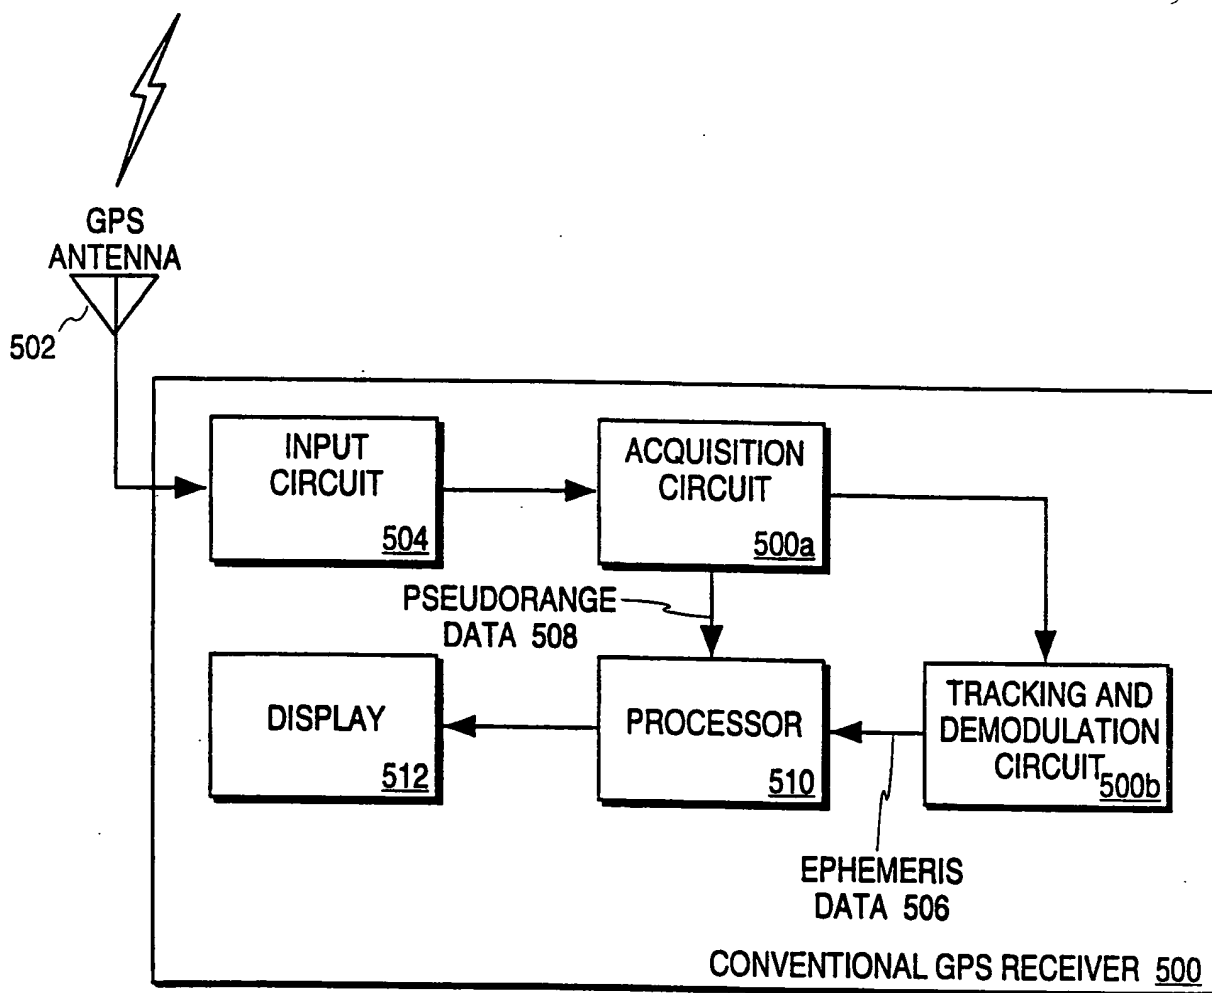 GPS
ANTENNA
502
INPUT
CIRCUIT
504
ACQUISITION
CIRCUIT
500a
PSEUDORANGE
DATA 508
DISPLAY
512
PROCESSOR
510
TRACKING AND
DEMODULATION
CIRCUIT
500b
EPHEMERIS
DATA 506
CONVENTIONAL GPS RECEIVER 500